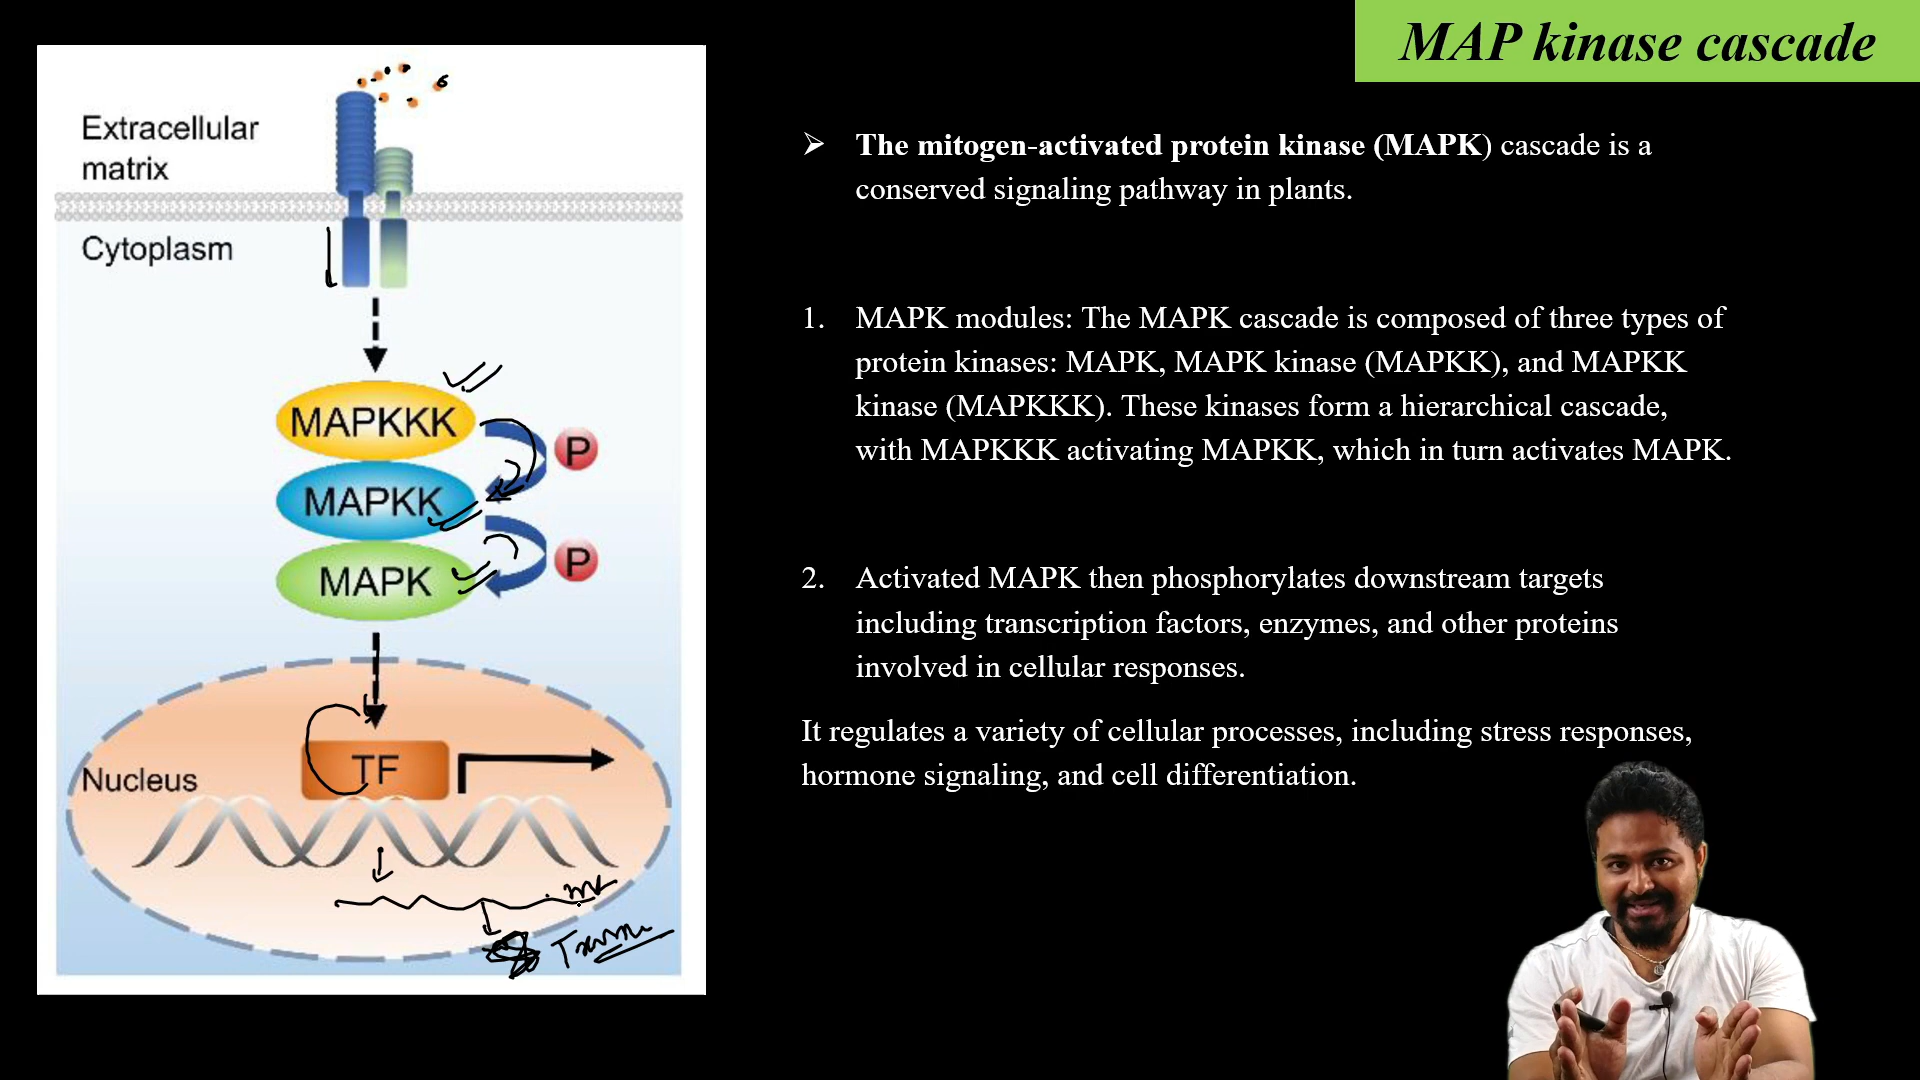 MAP kinase cascade
Extracellular
matrix
Cytoplasm
MAPKKK
P
MAPKK
P
MAPK
TF
Nucleus
➢ The mitogen-activated protein kinase (MAPK) cascade is a
conserved signaling pathway in plants.
1. MAPK modules: The MAPK cascade is composed of three types of
protein kinases: MAPK, MAPK kinase (MAPKK), and MAPKK
kinase (MAPKKK). These kinases form a hierarchical cascade,
with MAPKKK activating MAPKK, which in turn activates MAPK.
2. Activated MAPK then phosphorylates downstream targets
including transcription factors, enzymes, and other proteins
involved in cellular responses.
It regulates a variety of cellular processes, including stress responses,
hormone signaling, and cell differentiation.